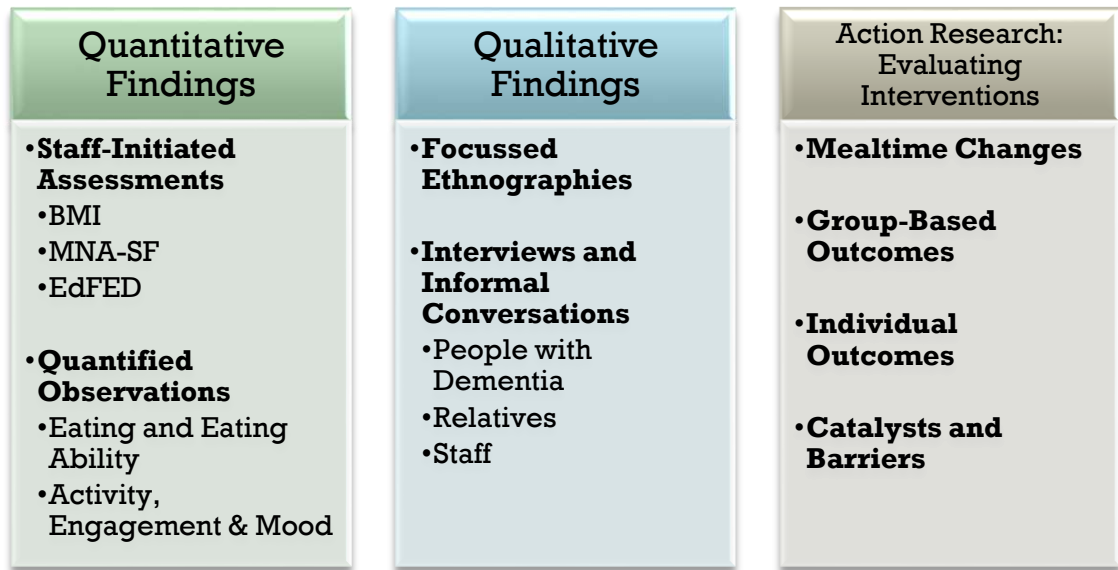 Quantitative
Findings
•Staff-Initiated
Assessments
•BMI
•MNA-SF
•EdFED
•Quantified
Observations
•Eating and Eating
Ability
•Activity,
Engagement & Mood
Qualitative
Findings
•Focussed
Ethnographies
•Interviews and
Informal
Conversations
•People with
Dementia
•Relatives
•Staff
Action Research:
Evaluating
Interventions
•Mealtime Changes
•Group-Based
Outcomes
•Individual
Outcomes
•Catalysts and
Barriers